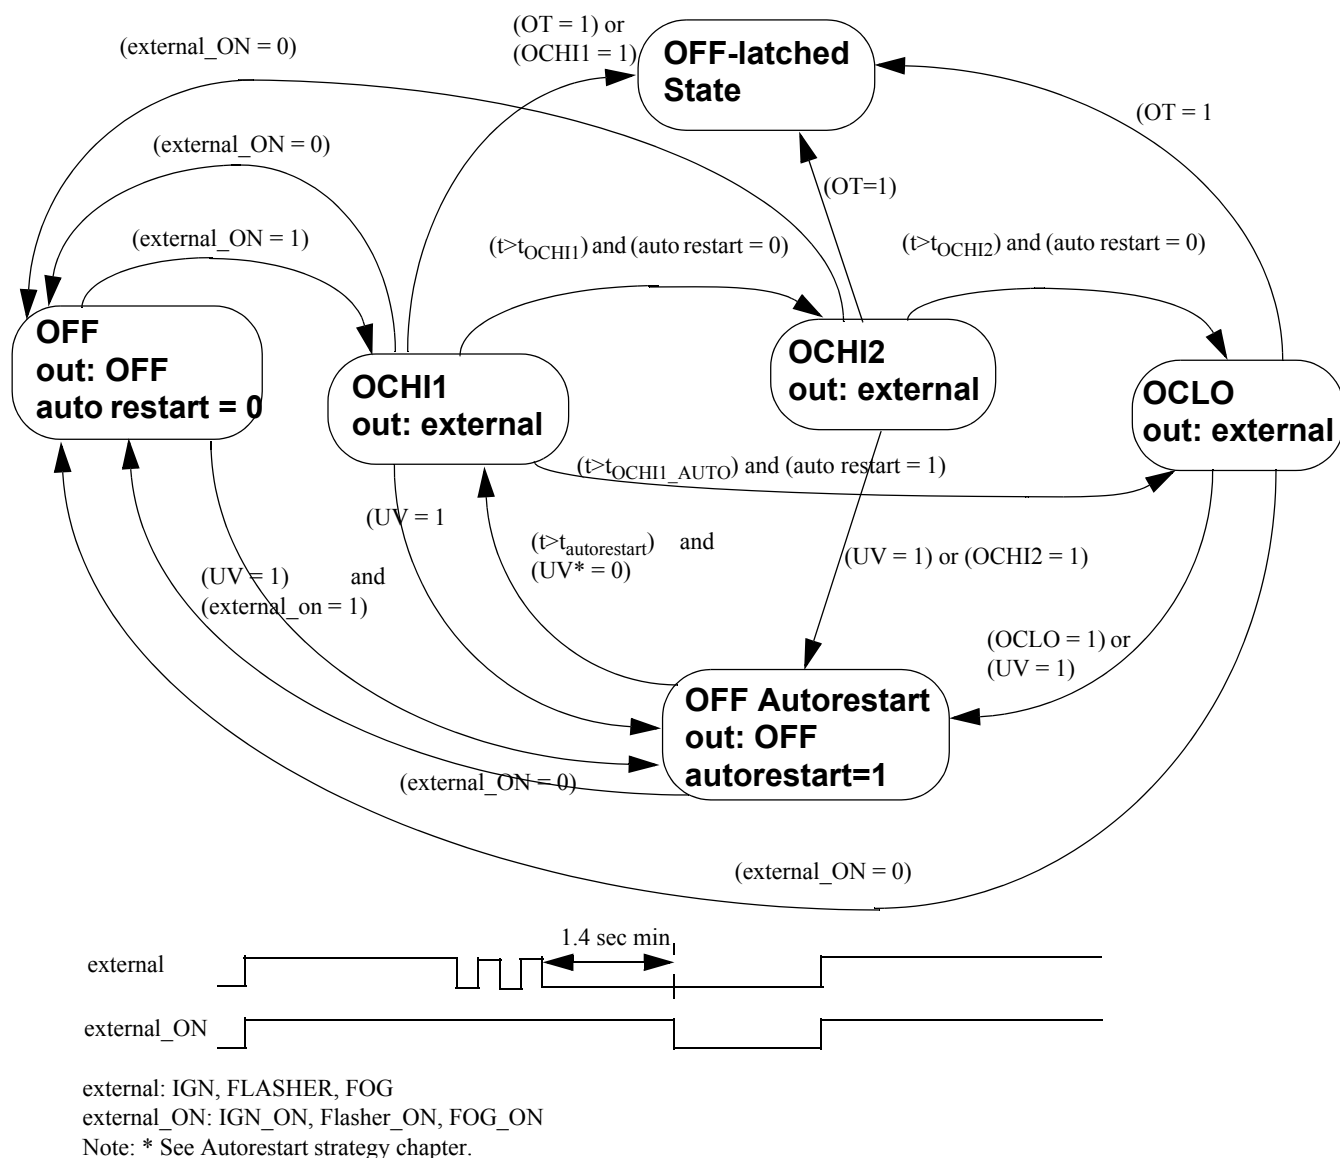 (OT = 1) or
(OCHI1 = 1)
(external_ON = 0)
OFF-latched
State
(OT = 1
(external_ON = 0)
(OT=1)
(external_ON = 1)
(t>tOCHI1) and (auto restart = 0)
(t>tOCHI2) and (auto restart = 0)
OFF
out: OFF
auto restart = 0
OCHI1
out: external
OCHI2
out: external
OCLO
out: external
(t>tOCHI1_AUTO) and (auto restart = 1)
(UV = 1
(t>tautorestart) and
(UV* = 0)
(UV = 1) or (OCHI2 = 1)
(UV = 1) and
(external_on = 1)
(OCLO = 1) or
(UV = 1)
OFF Autorestart
out: OFF
autorestart=1
(external_ON = 0)
(external_ON = 0)
1.4 sec min
external
external_ON
external: IGN, FLASHER, FOG
external_ON: IGN_ON, Flasher_ON, FOG_ON
Note: * See Autorestart strategy chapter.